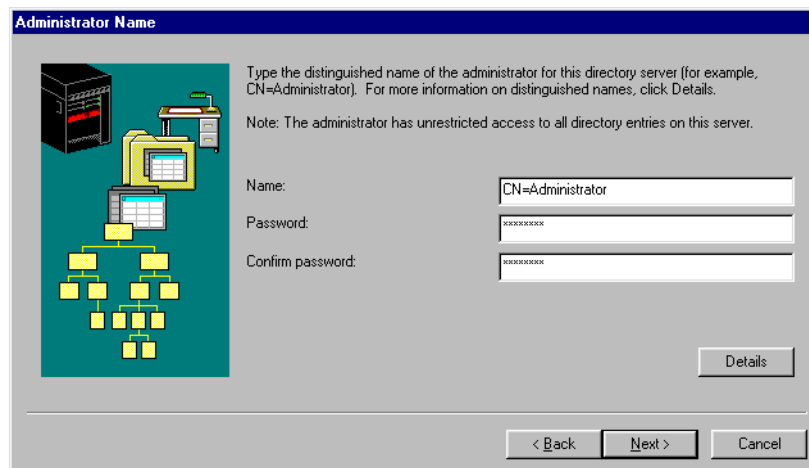 Administrator Name
Type the distinguished name of the administrator for this directory server (for example,
CN=Administrator). For more information on distinguished names, click Details.
Note: The administrator has unrestricted access to all directory entries on this server.
Name:
CN=Administrator
Password:
********
Confirm password:
********
Details
< Back
Next >
Cancel